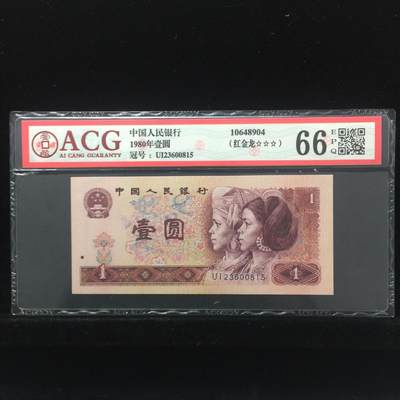 ACG
AI CANG GUARANTY
中国人民银行
1980年壹圆
冠号：UI23600815
10648904
（红金龙☆☆☆）
66 EPQ
中国人民银行
1
壹圆
UI23600815
1
1